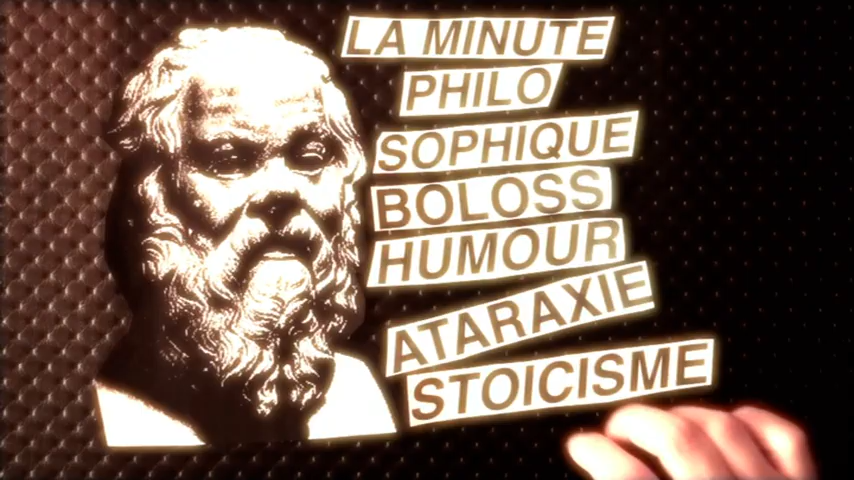 LA MINUTE
PHILO
SOPHIQUE
BOLOSS
HUMOUR
ATARAXIE
STOICISME